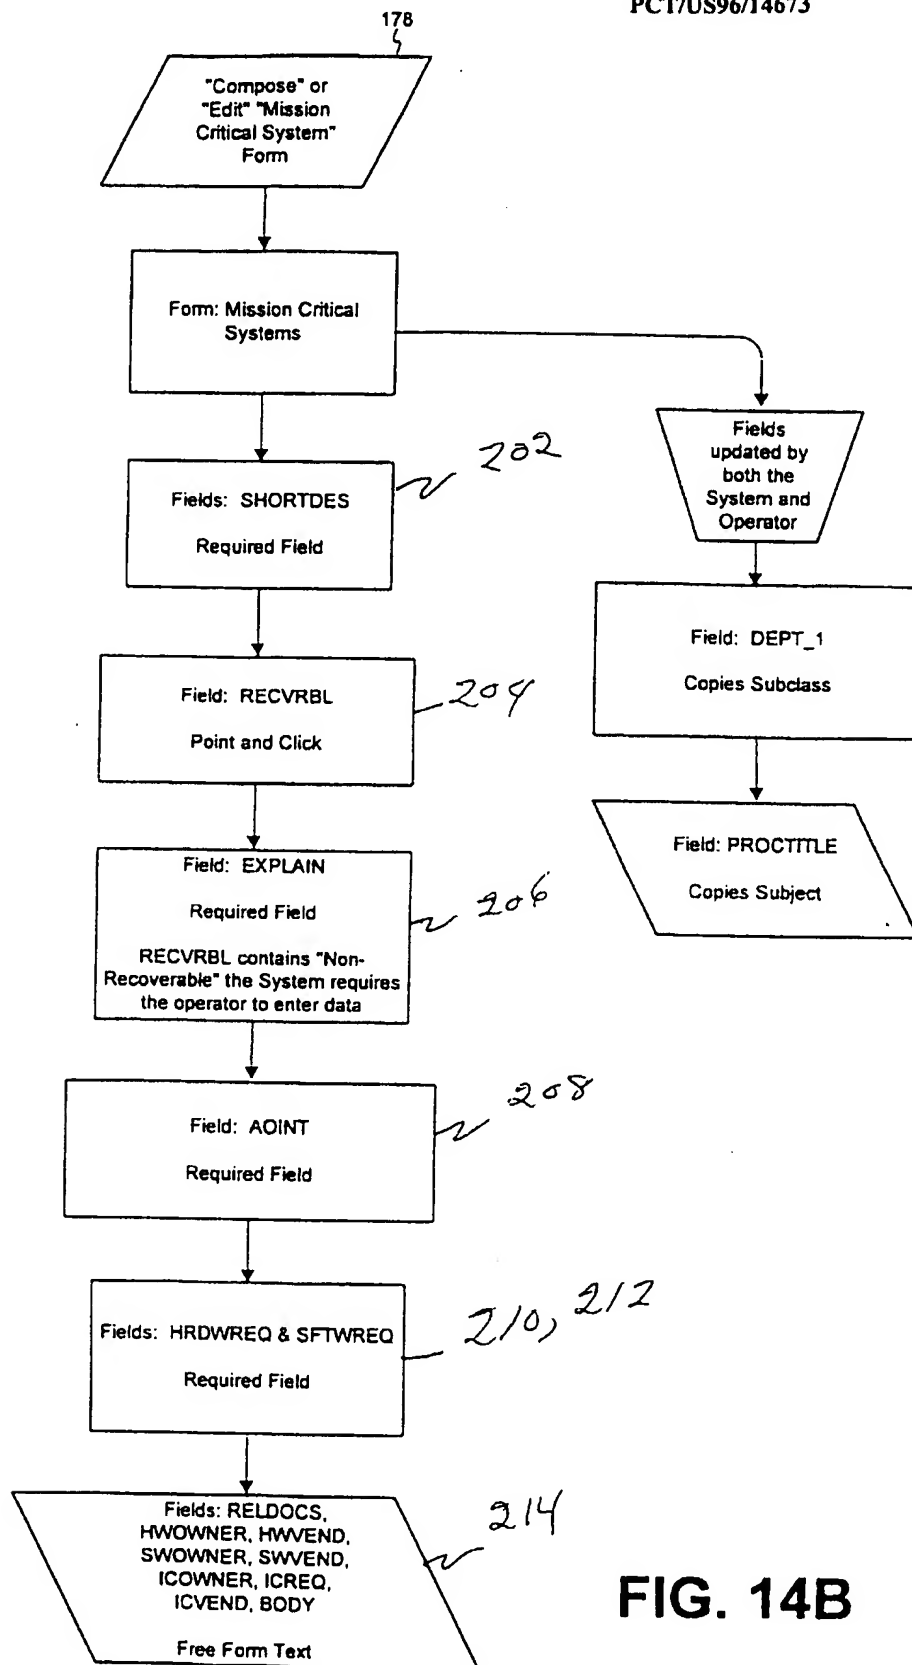 PCT/US96/14673
178
"Compose" or
"Edit" "Mission
Critical System"
Form
Form: Mission Critical
Systems
Fields: SHORTDES
Required Field
202
Field: RECVRBL
Point and Click
204
Field: EXPLAIN
Required Field
RECVRBL contains "Non-
Recoverable" the System requires
the operator to enter data
206
Field: AOINT
Required Field
208
Fields: HRDWREQ & SFTWREQ
Required Field
210, 212
Fields: RELDOCS,
HWOWNER, HWVEND,
SWOWNER, SWVEND,
ICOWNER, ICREQ,
ICVEND, BODY
Free Form Text
214
Fields
updated by
both the
System and
Operator
Field: DEPT_1
Copies Subclass
Field: PROCTITLE
Copies Subject
FIG. 14B